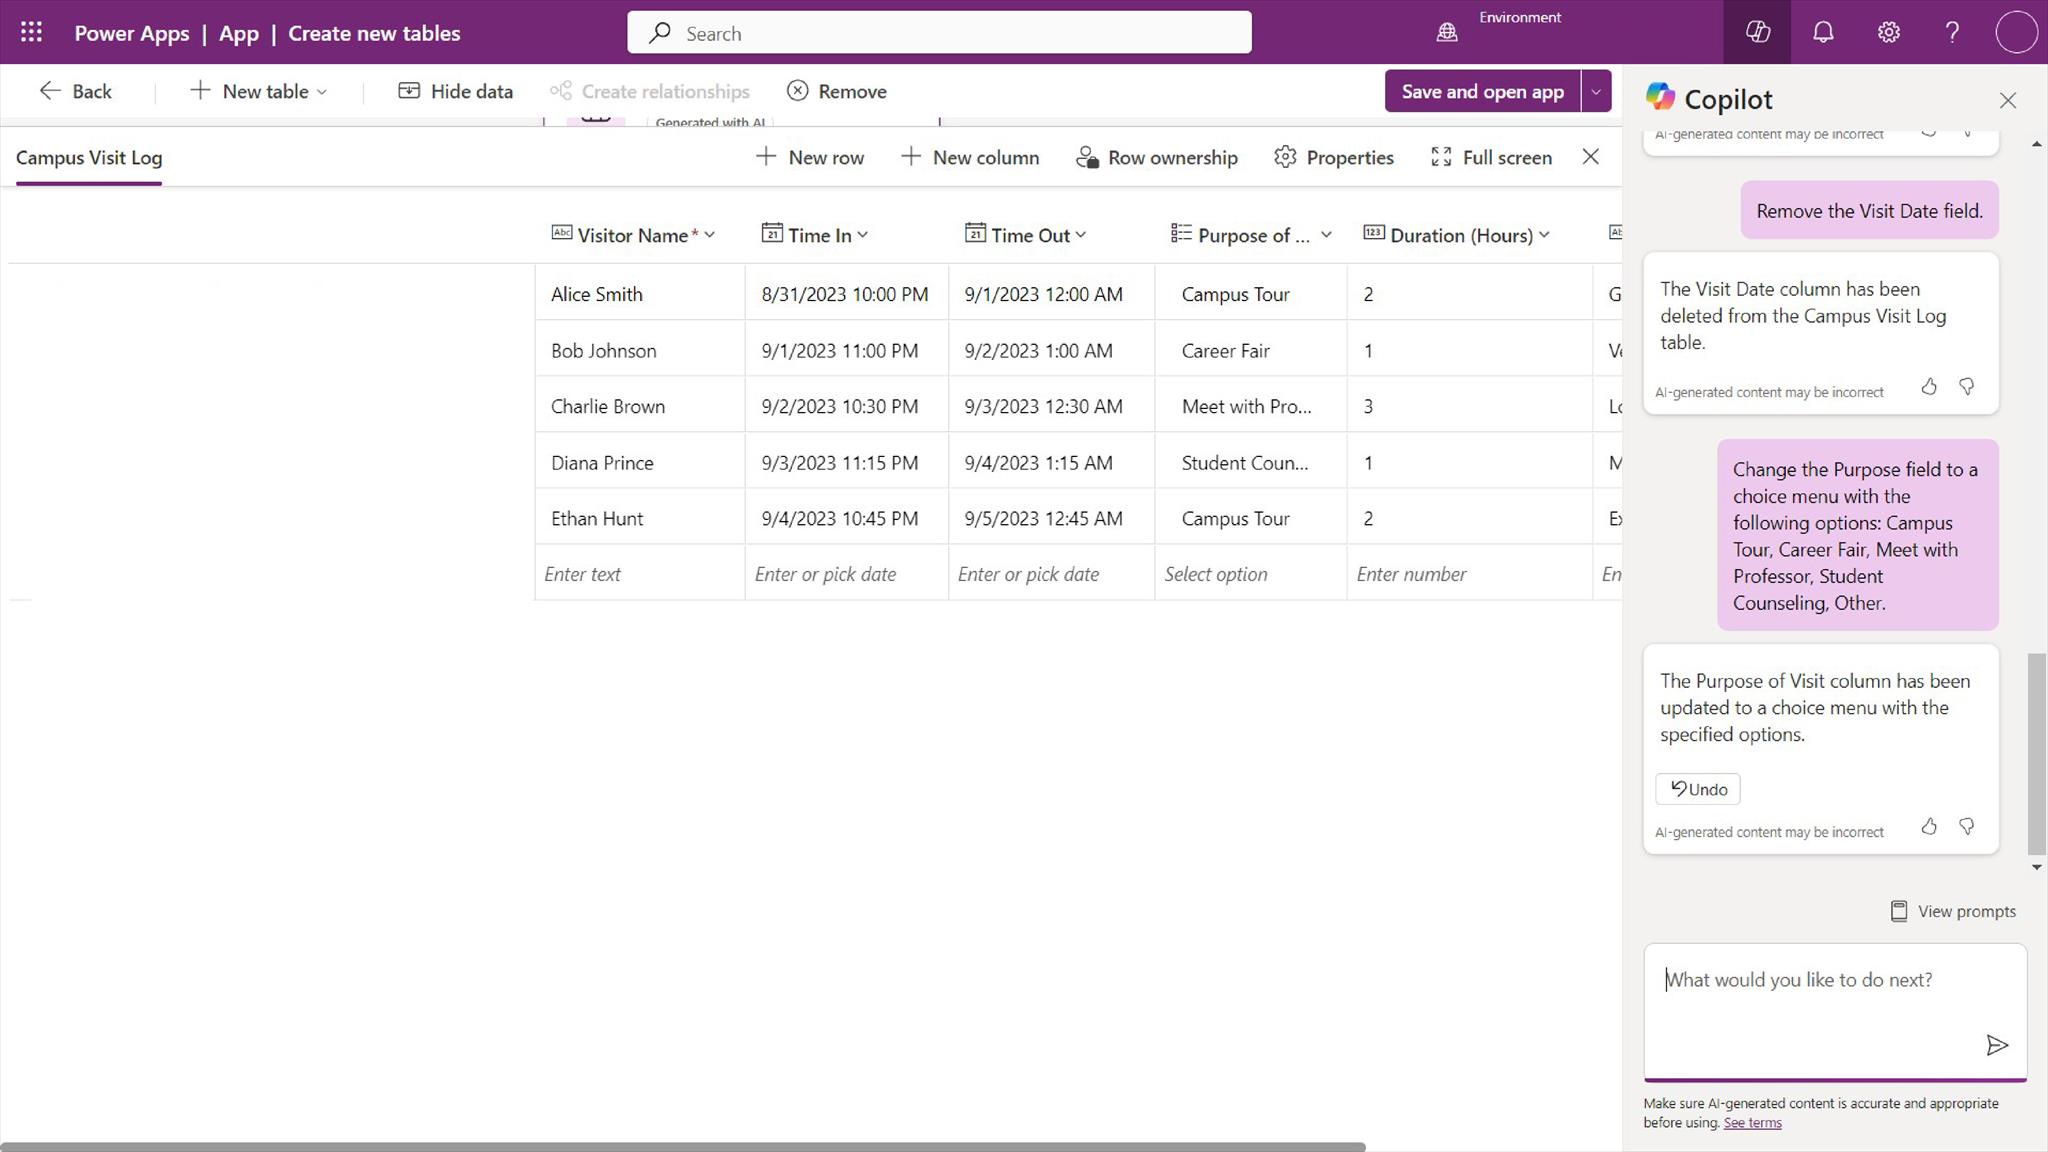 Power Apps | App | Create new tables
Search
Environment
Back
New table
Hide data
Create relationships
Remove
Save and open app
Generated with AI
Campus Visit Log
New row
New column
Row ownership
Properties
Full screen
Abc Visitor Name*
21 Time In
21 Time Out
Purpose of ...
123 Duration (Hours)
Alice Smith
8/31/2023 10:00 PM
9/1/2023 12:00 AM
Campus Tour
2
G
Bob Johnson
9/1/2023 11:00 PM
9/2/2023 1:00 AM
Career Fair
1
Charlie Brown
9/2/2023 10:30 PM
9/3/2023 12:30 AM
Meet with Pro...
3
Diana Prince
9/3/2023 11:15 PM
9/4/2023 1:15 AM
Student Coun...
1
M
Ethan Hunt
9/4/2023 10:45 PM
9/5/2023 12:45 AM
Campus Tour
2
Enter text
Enter or pick date
Enter or pick date
Select option
Enter number
En
Copilot
AI-generated content may be incorrect
Remove the Visit Date field.
The Visit Date column has been
deleted from the Campus Visit Log
table.
AI-generated content may be incorrect
Change the Purpose field to a
choice menu with the
following options: Campus
Tour, Career Fair, Meet with
Professor, Student
Counseling, Other.
The Purpose of Visit column has been
updated to a choice menu with the
specified options.
Undo
AI-generated content may be incorrect
View prompts
What would you like to do next?
Make sure AI-generated content is accurate and appropriate
before using. See terms